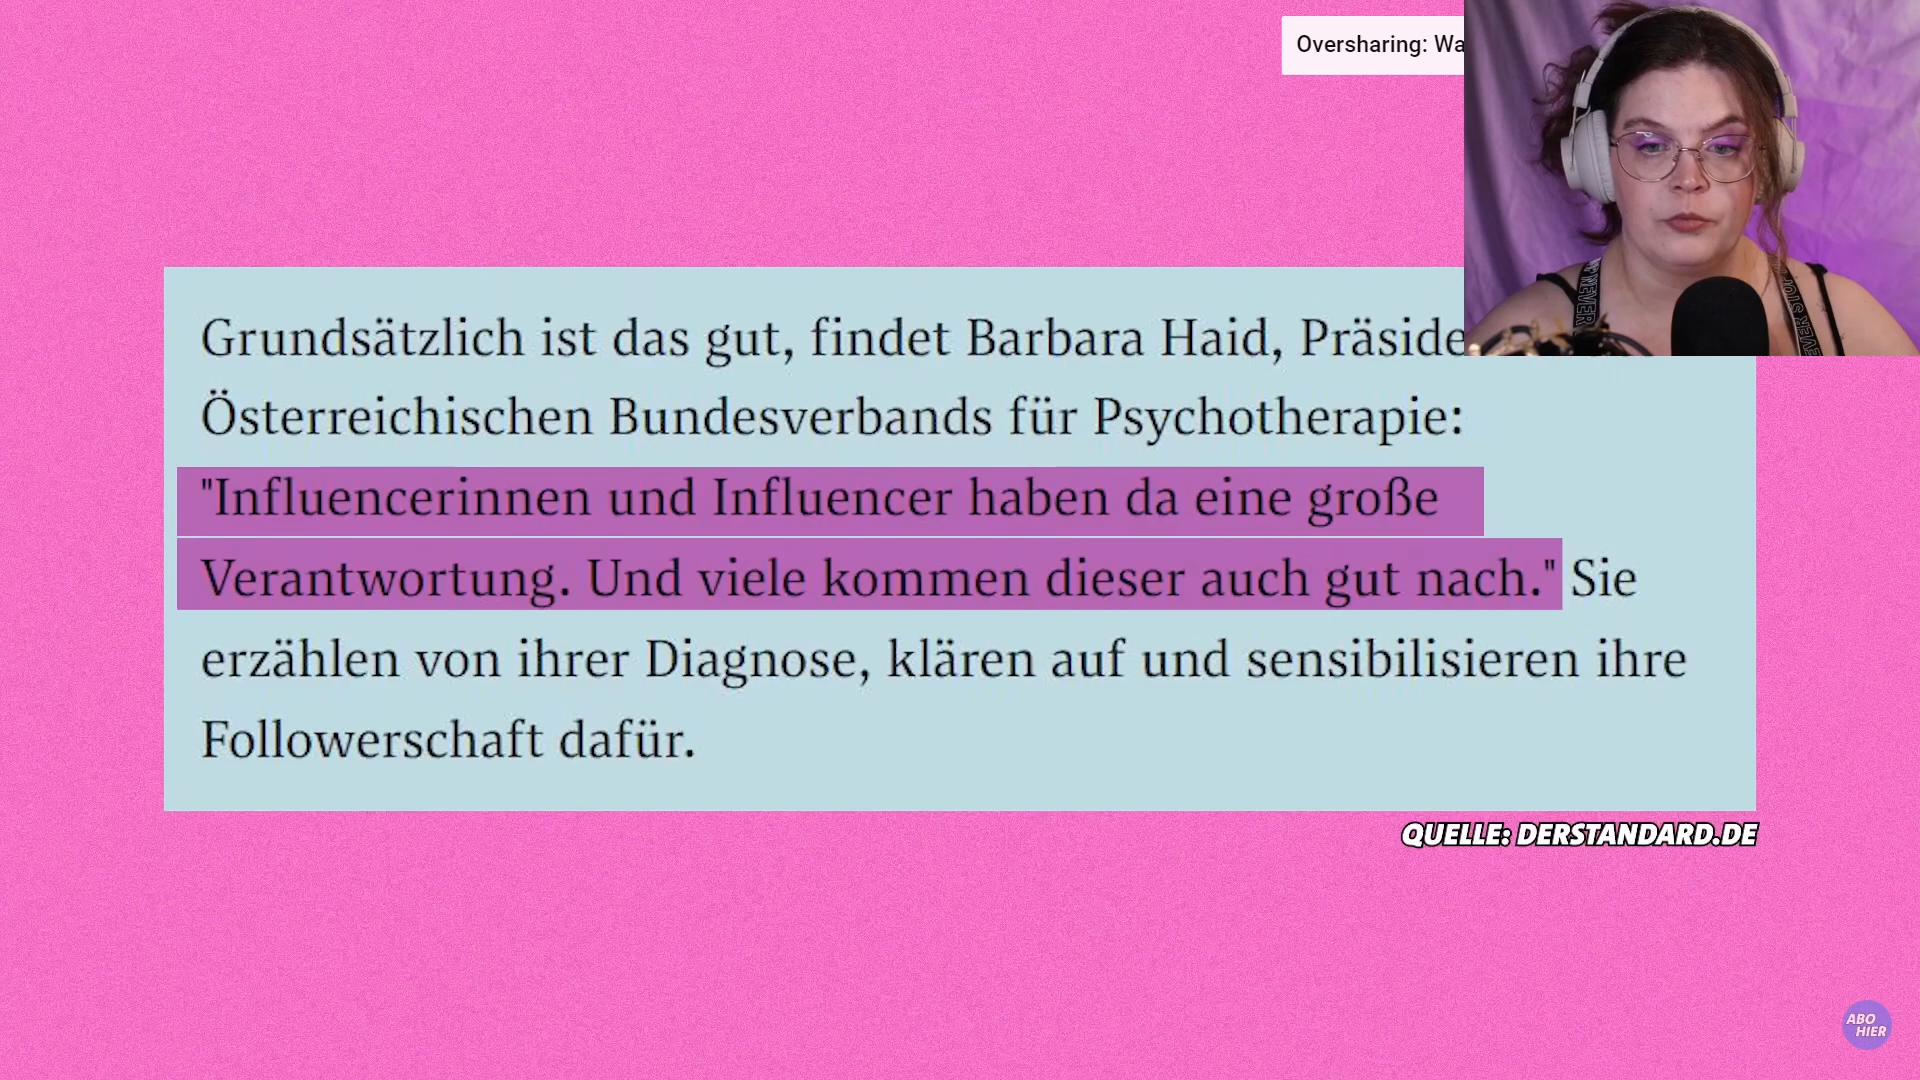 Oversharing: Wa
Grundsätzlich ist das gut, findet Barbara Haid, Präside
Österreichischen Bundesverbands für Psychotherapie:
"Influencerinnen und Influencer haben da eine große
Verantwortung. Und viele kommen dieser auch gut nach." Sie
erzählen von ihrer Diagnose, klären auf und sensibilisieren ihre
Followerschaft dafür.
QUELLE: DERSTANDARD.DE
ABO
HIER